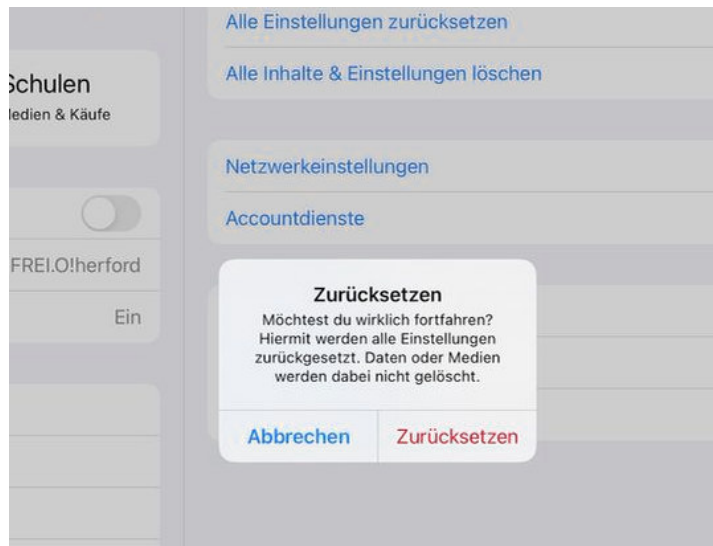 Schulen
Medien & Käufe
FREI.O!herford
Ein
Alle Einstellungen zurücksetzen
Alle Inhalte & Einstellungen löschen
Netzwerkeinstellungen
Accountdienste
Zurücksetzen
Möchtest du wirklich fortfahren?
Hiermit werden alle Einstellungen
zurückgesetzt. Daten oder Medien
werden dabei nicht gelöscht.
Abbrechen
Zurücksetzen